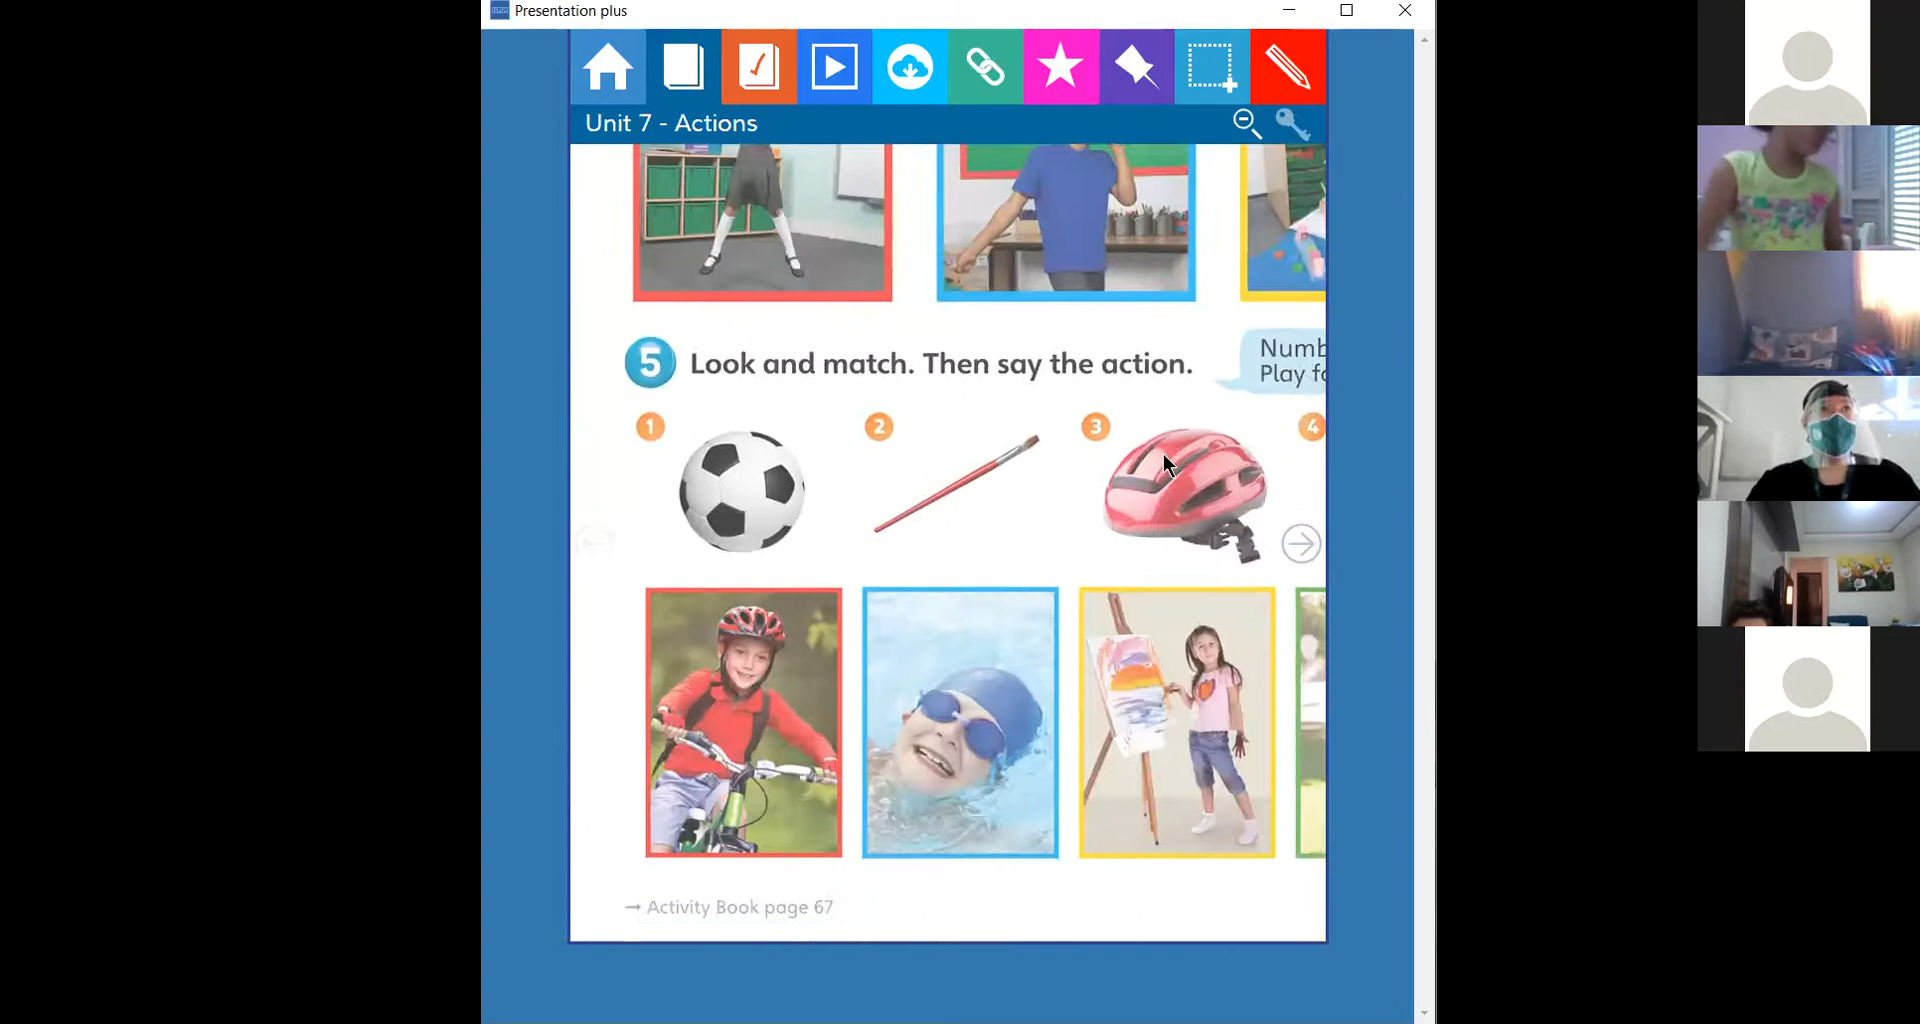 Presentation plus
Unit 7 - Actions
5 Look and match. Then say the action.
Numb
Play fo
1
2
3
4
→ Activity Book page 67